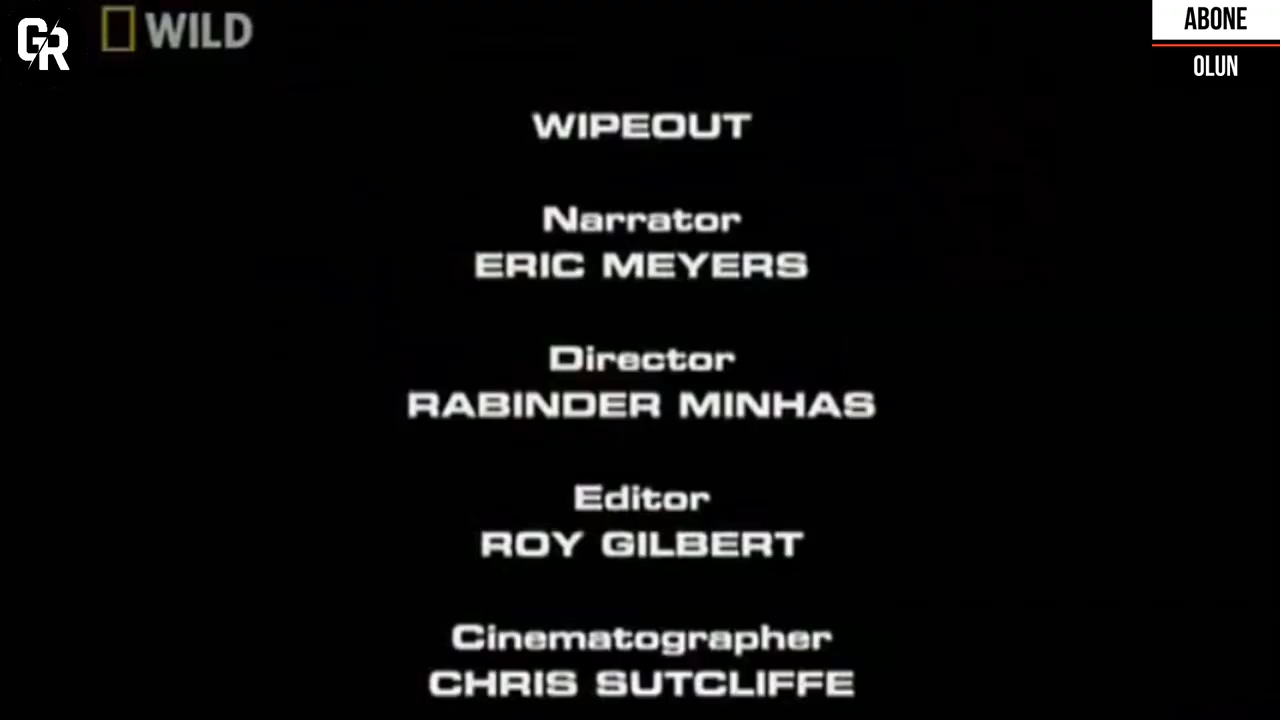 GR
WILD
ABONE
OLUN
WIPEOUT
Narrator
ERIC MEYERS
Director
RABINDER MINHAS
Editor
ROY GILBERT
Cinematographer
CHRIS SUTCLIFFE